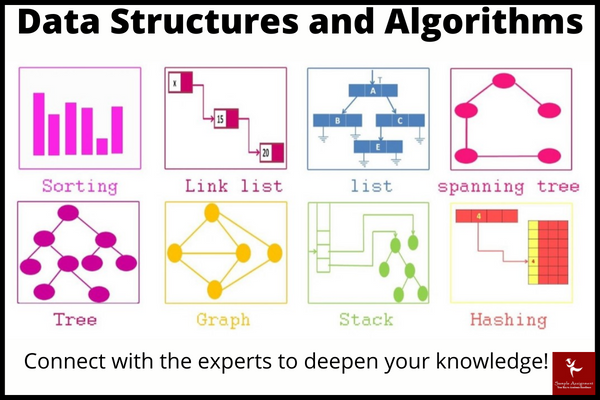 Data Structures and Algorithms
x
15
20
T
A
B
C
E
Sorting
Link list
list
spanning tree
4
4
Tree
Graph
Stack
Hashing
Connect with the experts to deepen your knowledge!
Sample Assignment